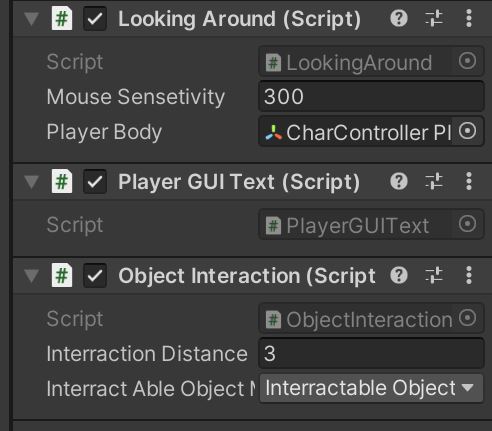 Looking Around (Script)
Script LookingAround
Mouse Sensetivity 300
Player Body CharController Pl
Player GUI Text (Script)
Script PlayerGUIText
Object Interaction (Script
Script ObjectInteraction
Interraction Distance 3
Interract Able Object M Interractable Object